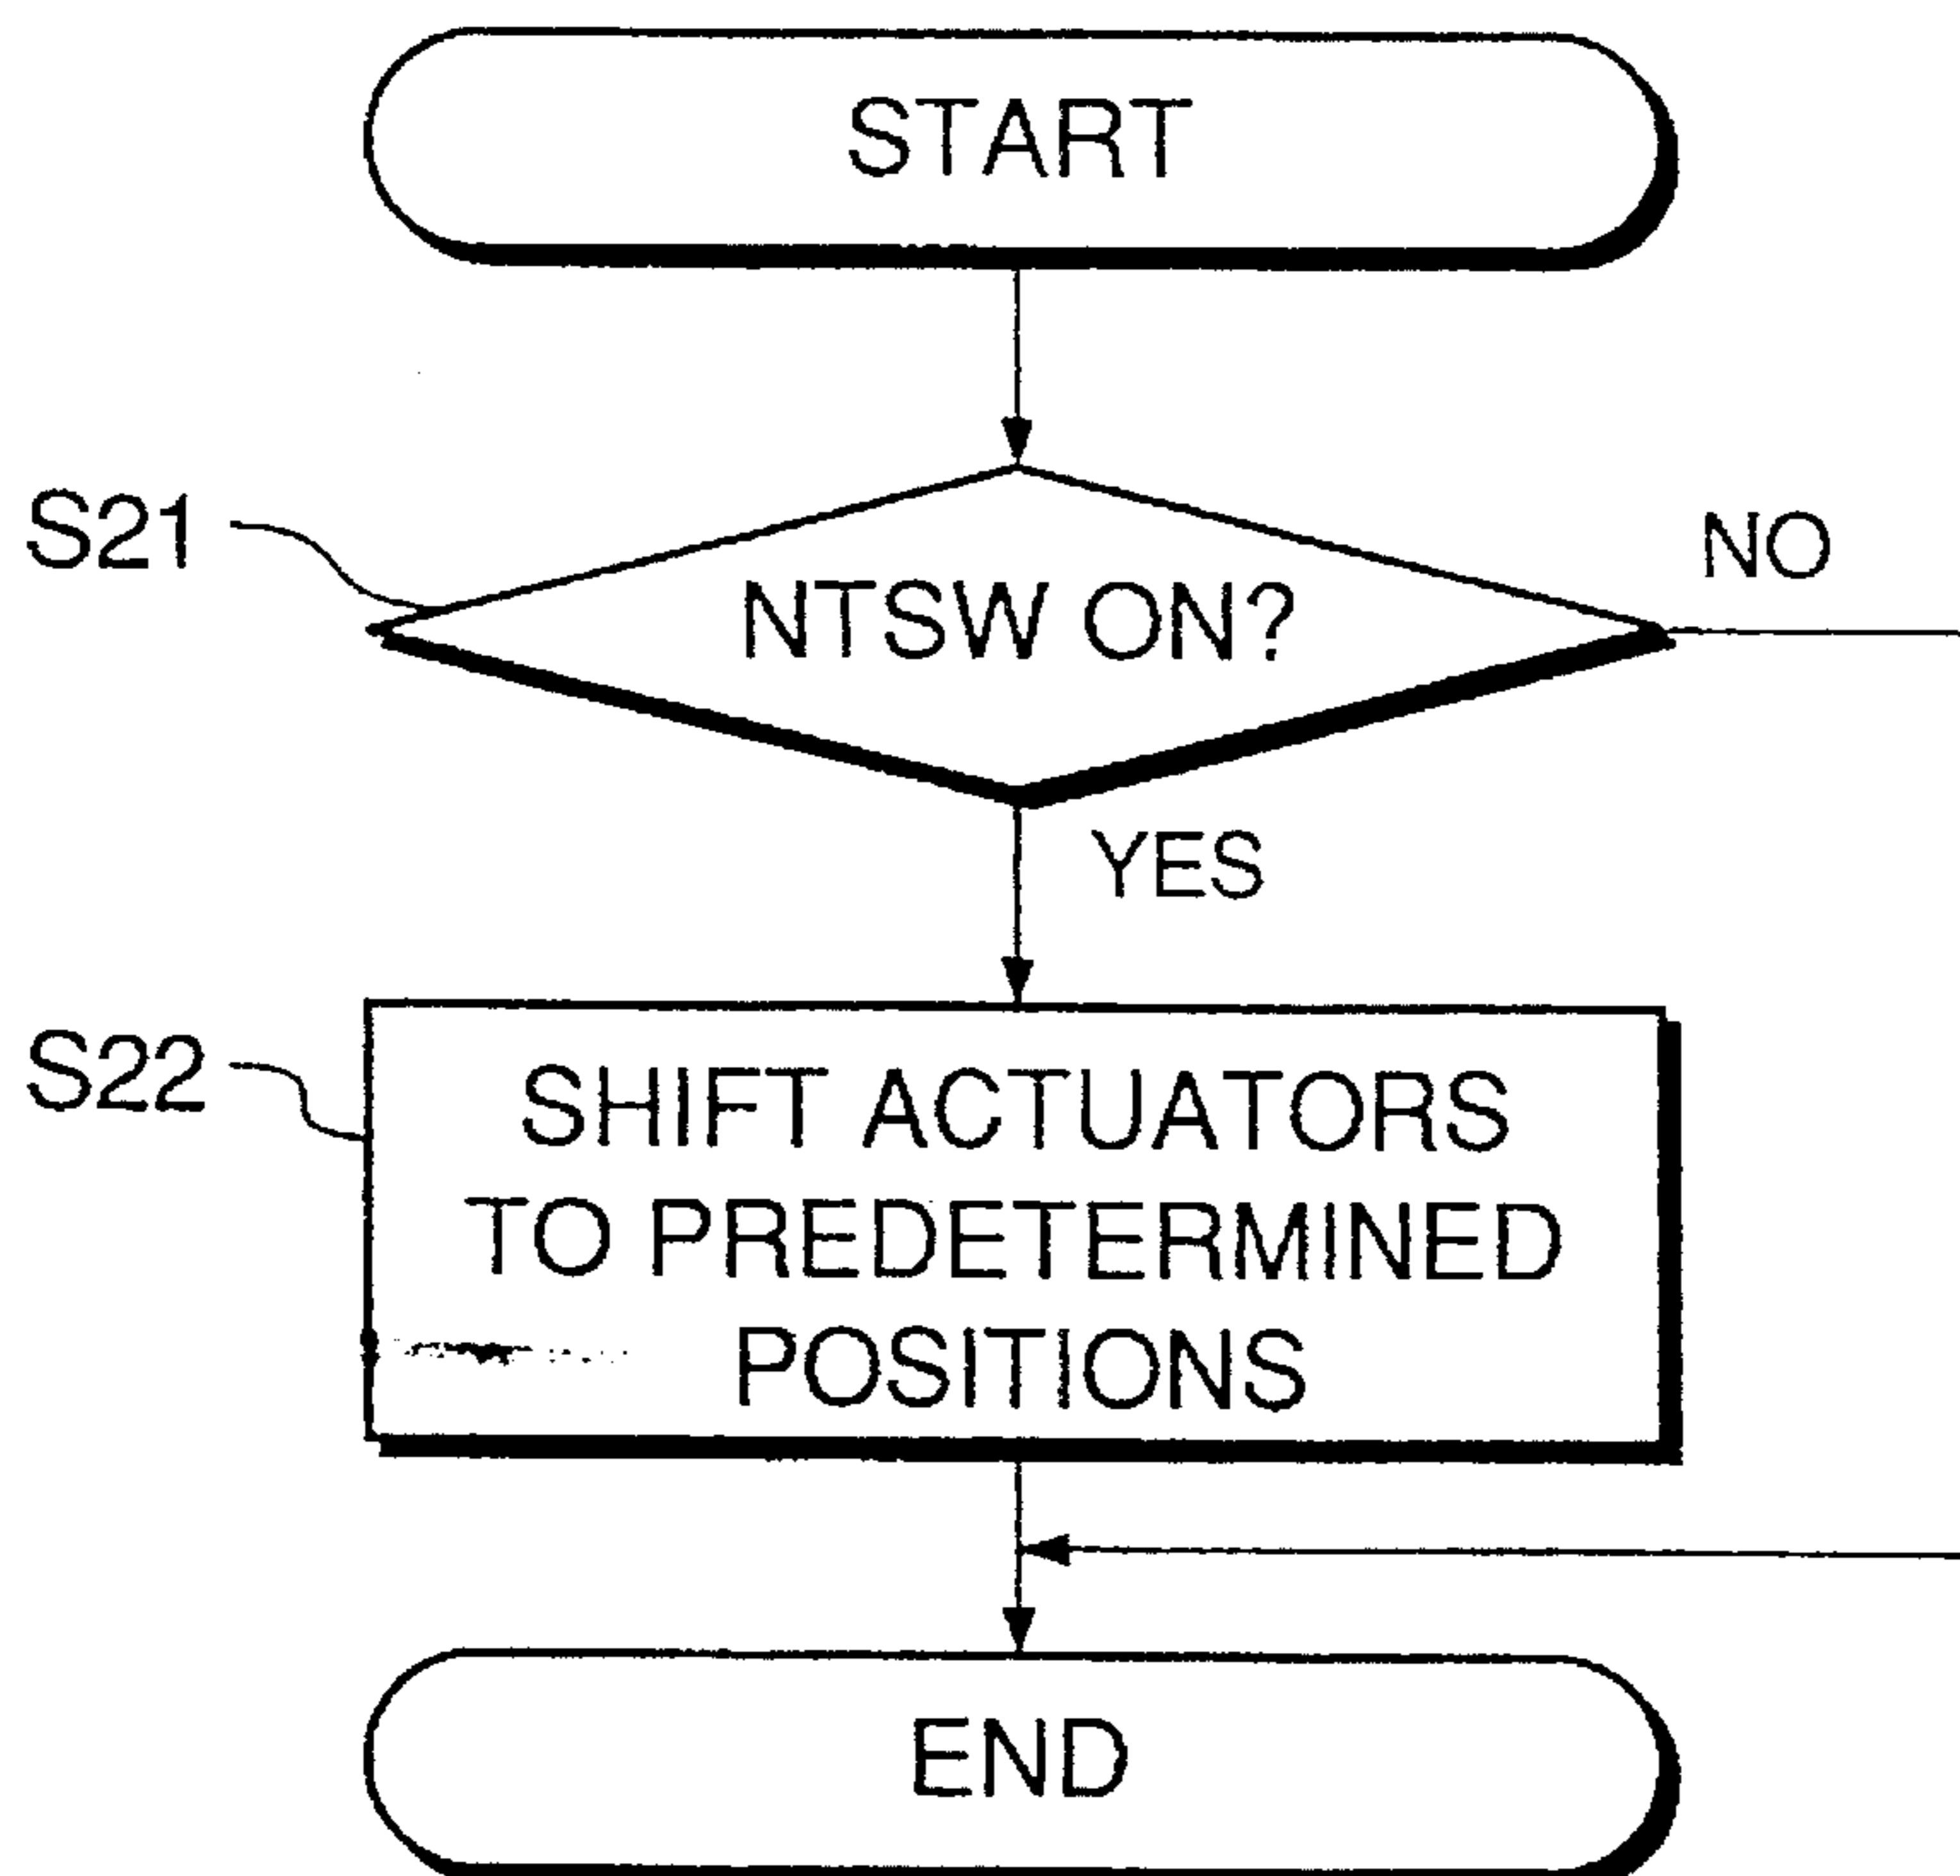 START
S21
NTSW ON?
NO
YES
S22
SHIFT ACTUATORS
TO PREDETERMINED
POSITIONS
END